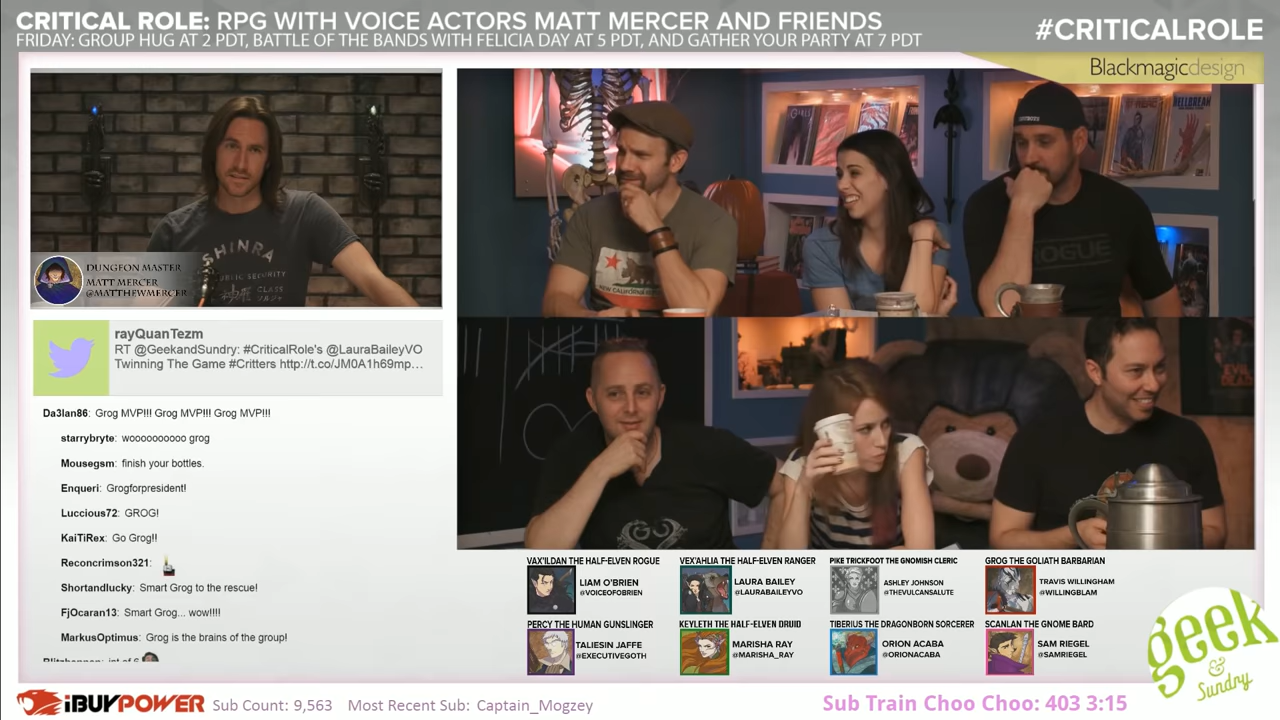 CRITICAL ROLE: RPG WITH VOICE ACTORS MATT MERCER AND FRIENDS
FRIDAY: GROUP HUG AT 2 PDT, BATTLE OF THE BANDS WITH FELICIA DAY AT 5 PDT, AND GATHER YOUR PARTY AT 7 PDT
#CRITICALROLE
Blackmagicdesign
SHINRA
PUBLIC SECURITY
CLASS
DUNGEON MASTER
MATT MERCER
@MATTHEWMERCER
HELLBREAK
ROGUE
EVIL
DEAD
rayQuanTezm
RT @GeekandSundry: #CriticalRole's @LauraBaileyVO
Twinning The Game #Critters http://t.co/JM0A1h69mp…
Da3lan86: Grog MVP!!! Grog MVP!!! Grog MVP!!!
starrybryte: woooooooooo grog
Mousegsm: finish your bottles.
Enqueri: Grogforpresident!
Luccious72: GROG!
KaiTiRex: Go Grog!!
Reconcrimson321:
Shortandlucky: Smart Grog to the rescue!
FjOcaran13: Smart Grog... wow!!!!
MarkusOptimus: Grog is the brains of the group!
VAX'ILDAN THE HALF-ELVEN ROGUE
LIAM O'BRIEN
@VOICEOFOBRIEN
VEX'AHLIA THE HALF-ELVEN RANGER
LAURA BAILEY
@LAURABAILEYVO
PIKE TRICKFOOT THE GNOMISH CLERIC
ASHLEY JOHNSON
@THEVULCANSALUTE
GROG THE GOLIATH BARBARIAN
TRAVIS WILLINGHAM
@WILLINGBLAM
PERCY THE HUMAN GUNSLINGER
TALIESIN JAFFE
@EXECUTIVEGOTH
KEYLETH THE HALF-ELVEN DRUID
MARISHA RAY
@MARISHA_RAY
TIBERIUS THE DRAGONBORN SORCERER
ORION ACABA
@ORIONACABA
SCANLAN THE GNOME BARD
SAM RIEGEL
@SAMRIEGEL
geek
&
Sundry
iBUYPOWER
Sub Count: 9,563 Most Recent Sub: Captain_Mogzey
Sub Train Choo Choo: 403 3:15